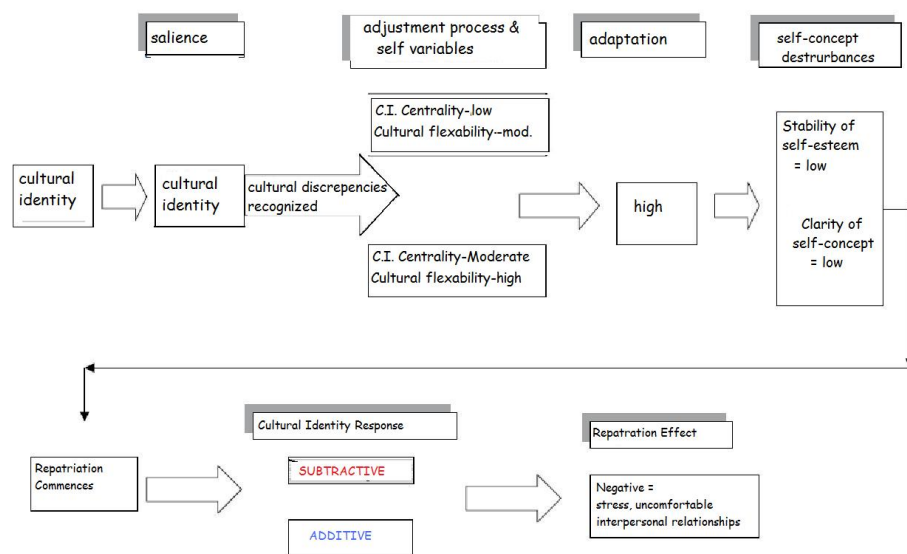 salience
adjustment process &
self variables
adaptation
self-concept
destrurbances
C.I. Centrality-.low
Cultural flexability--mod.
cultural
identity
cultural
identity
cultural discrepencies
recognized
C.I. Centrality-Moderate
Cultural flexability-high
high
Stability of
self-esteem
= low
Clarity of
self-concept
= low
Repatriation
Commences
Cultural Identity Response
SUBTRACTIVE
ADDITIVE
Repatration Effect
Negative =
stress, uncomfortable
interpersonal relationships